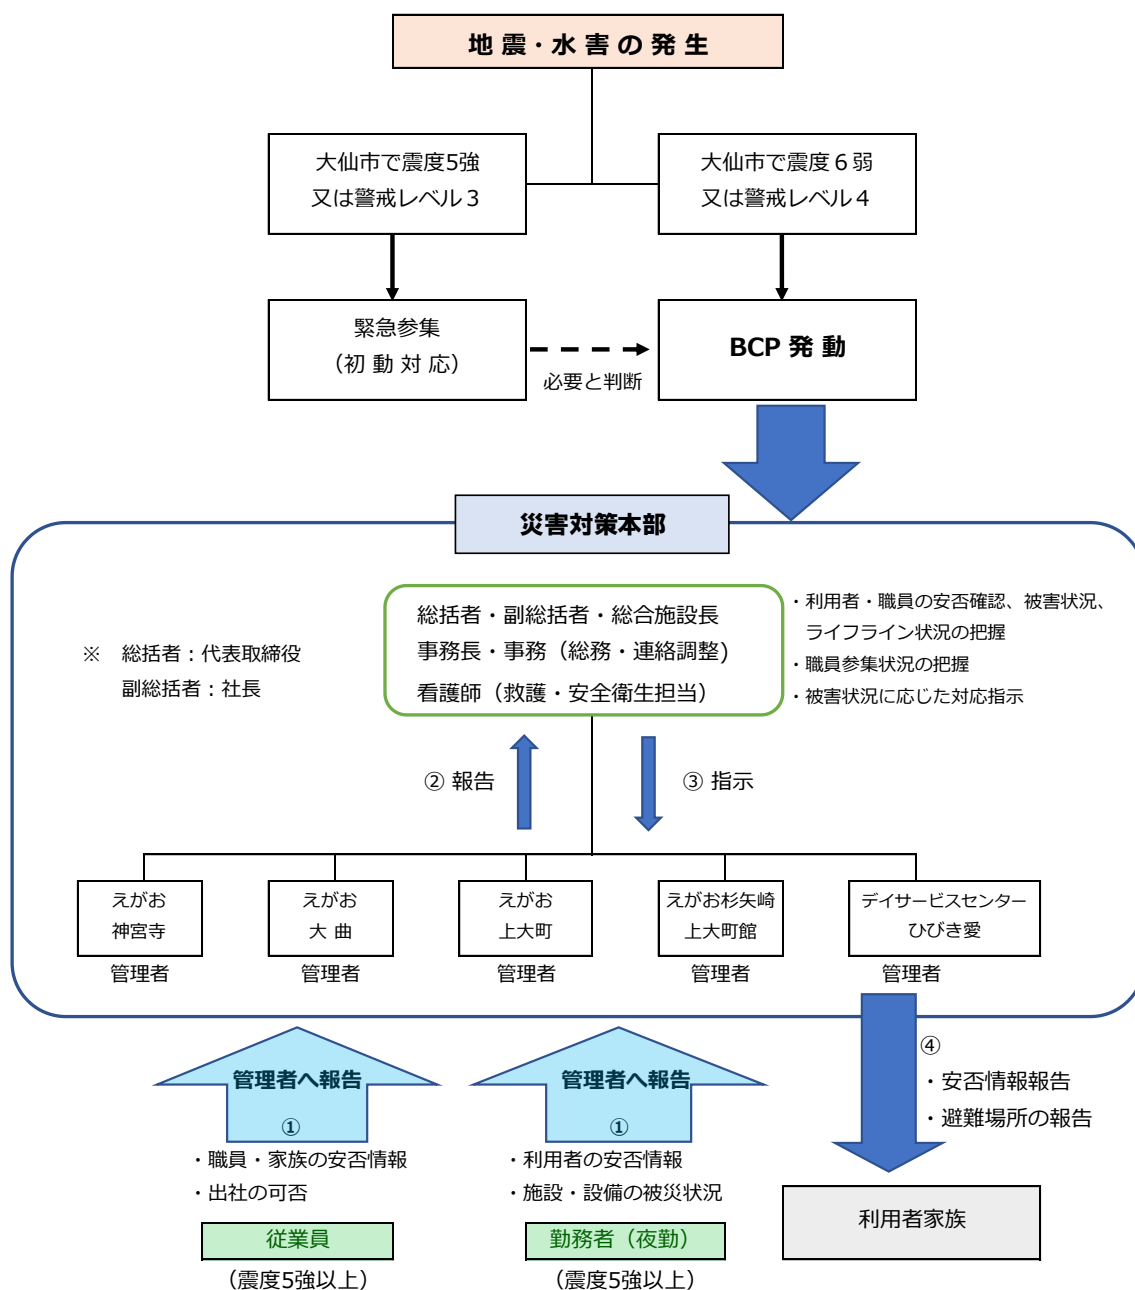 地 震・水 害 の 発 生
大仙市で震度5強
又は警戒レベル３
大仙市で震度６弱
又は警戒レベル４
緊急参集
（初 動 対 応）
必要と判断
BCP 発 動
災害対策本部
※　総括者：代表取締役
副総括者：社長
総括者・副総括者・総合施設長
事務長・事務（総務・連絡調整)
看護師（救護・安全衛生担当）
・利用者・職員の安否確認、被害状況、
ライフライン状況の把握
・職員参集状況の把握
・被害状況に応じた対応指示
② 報告
③ 指示
えがお
神宮寺
管理者
えがお
大 曲
管理者
えがお
上大町
管理者
えがお杉矢崎
上大町館
管理者
デイサービスセンター
ひびき愛
管理者
管理者へ報告
①
・職員・家族の安否情報
・出社の可否
従業員
（震度5強以上）
管理者へ報告
①
・利用者の安否情報
・施設・設備の被災状況
勤務者（夜勤）
（震度5強以上）
④
・安否情報報告
・避難場所の報告
利用者家族